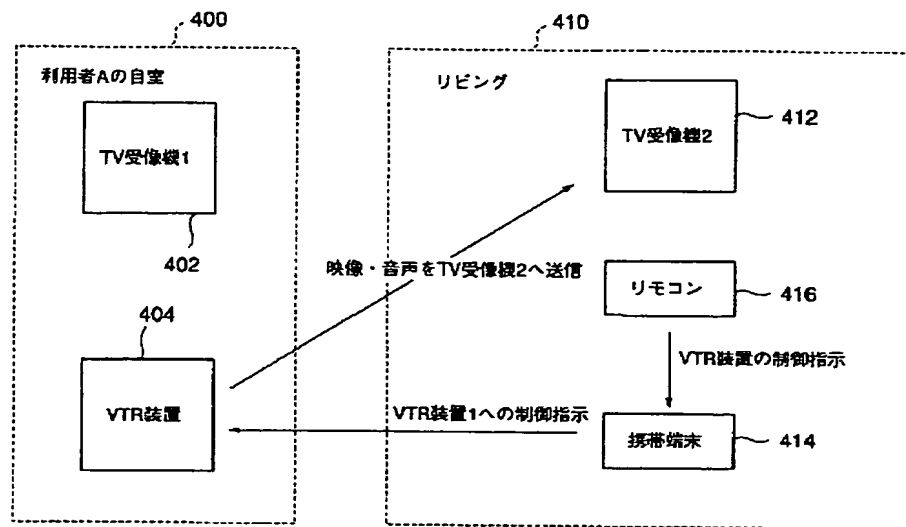 400
410
利用者Aの自室
リビング
TV受像機1
TV受像機2
412
402
映像・音声をTV受像機2へ送信
リモコン
416
404
VTR装置の制御指示
VTR装置
VTR装置1への制御指示
携帯端末
414